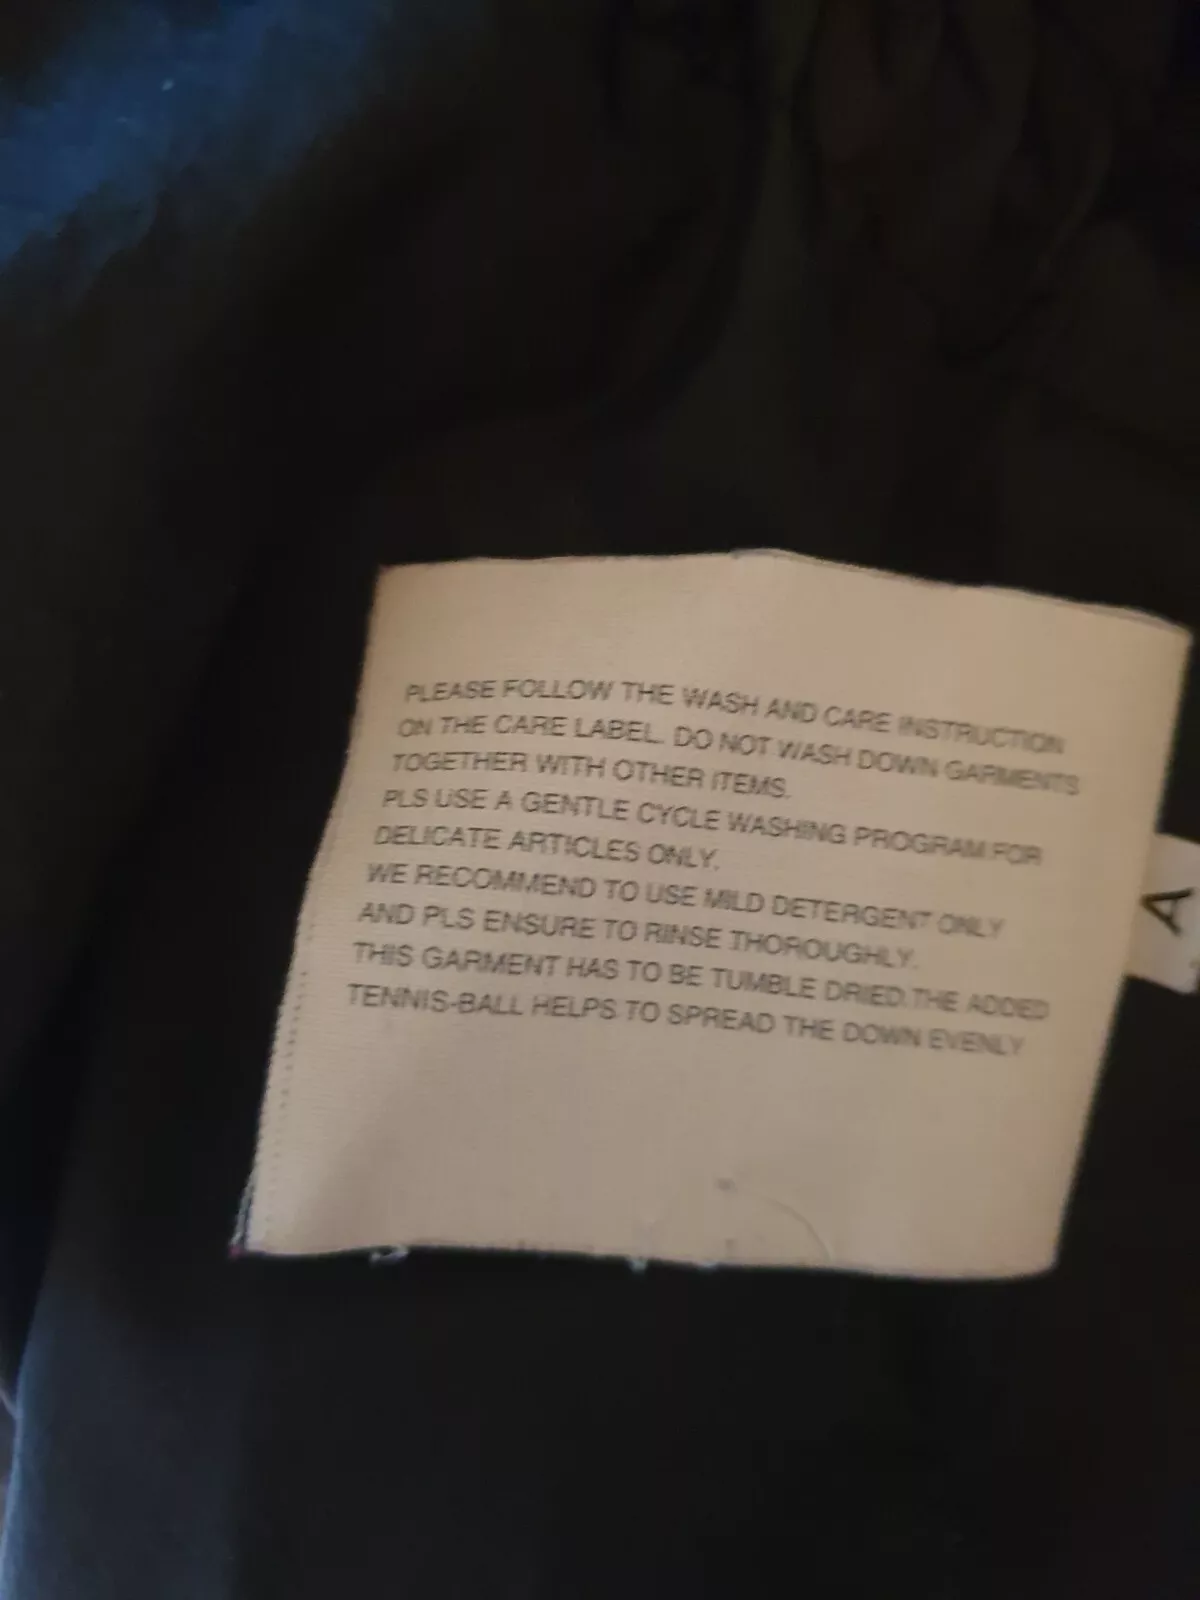 PLEASE FOLLOW THE WASH AND CARE INSTRUCTION
ON THE CARE LABEL. DO NOT WASH DOWN GARMENTS
TOGETHER WITH OTHER ITEMS.
PLS USE A GENTLE CYCLE WASHING PROGRAM FOR
DELICATE ARTICLES ONLY.
WE RECOMMEND TO USE MILD DETERGENT ONLY
AND PLS ENSURE TO RINSE THOROUGHLY.
THIS GARMENT HAS TO BE TUMBLE DRIED.THE ADDED
TENNIS-BALL HELPS TO SPREAD THE DOWN EVENLY
A